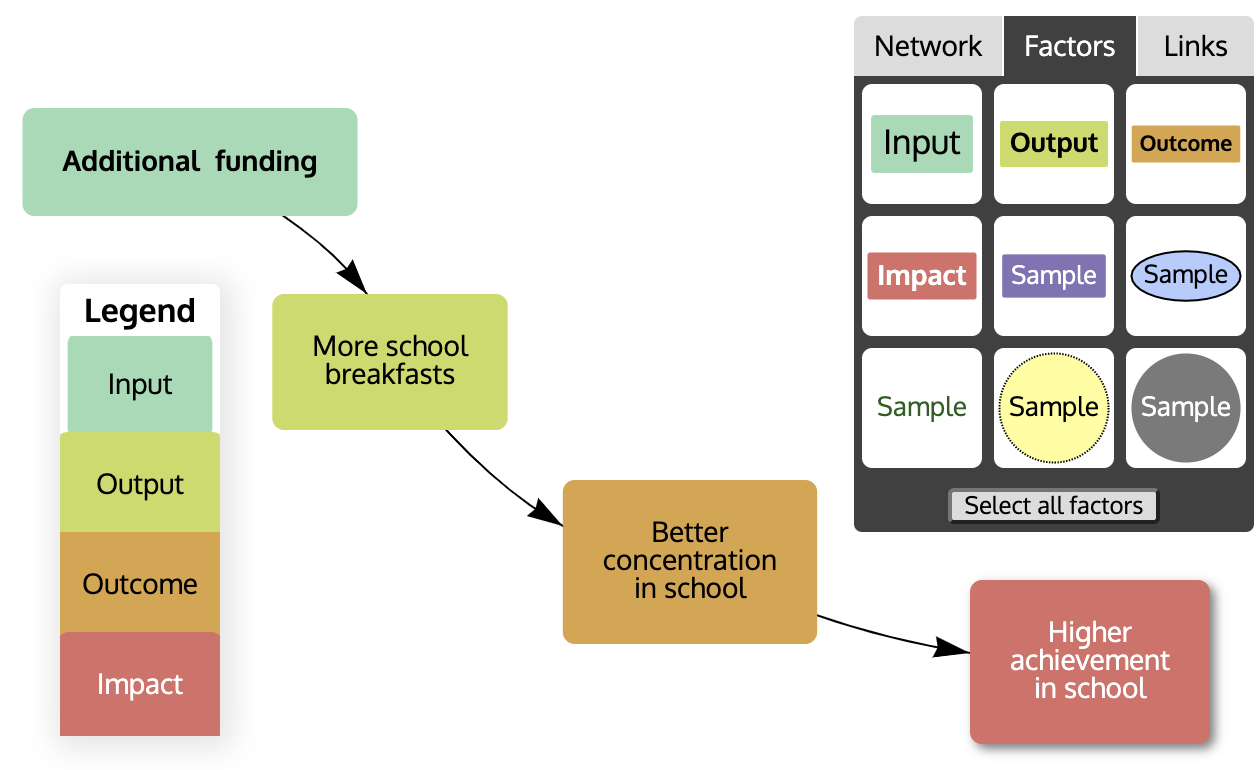 Network
Factors
Links
Input
Output
Outcome
Impact
Sample
Sample
Sample
Sample
Sample
Select all factors
Additional  funding
More school
breakfasts
Better
concentration
in school
Higher
achievement
in school
Legend
Input
Output
Outcome
Impact